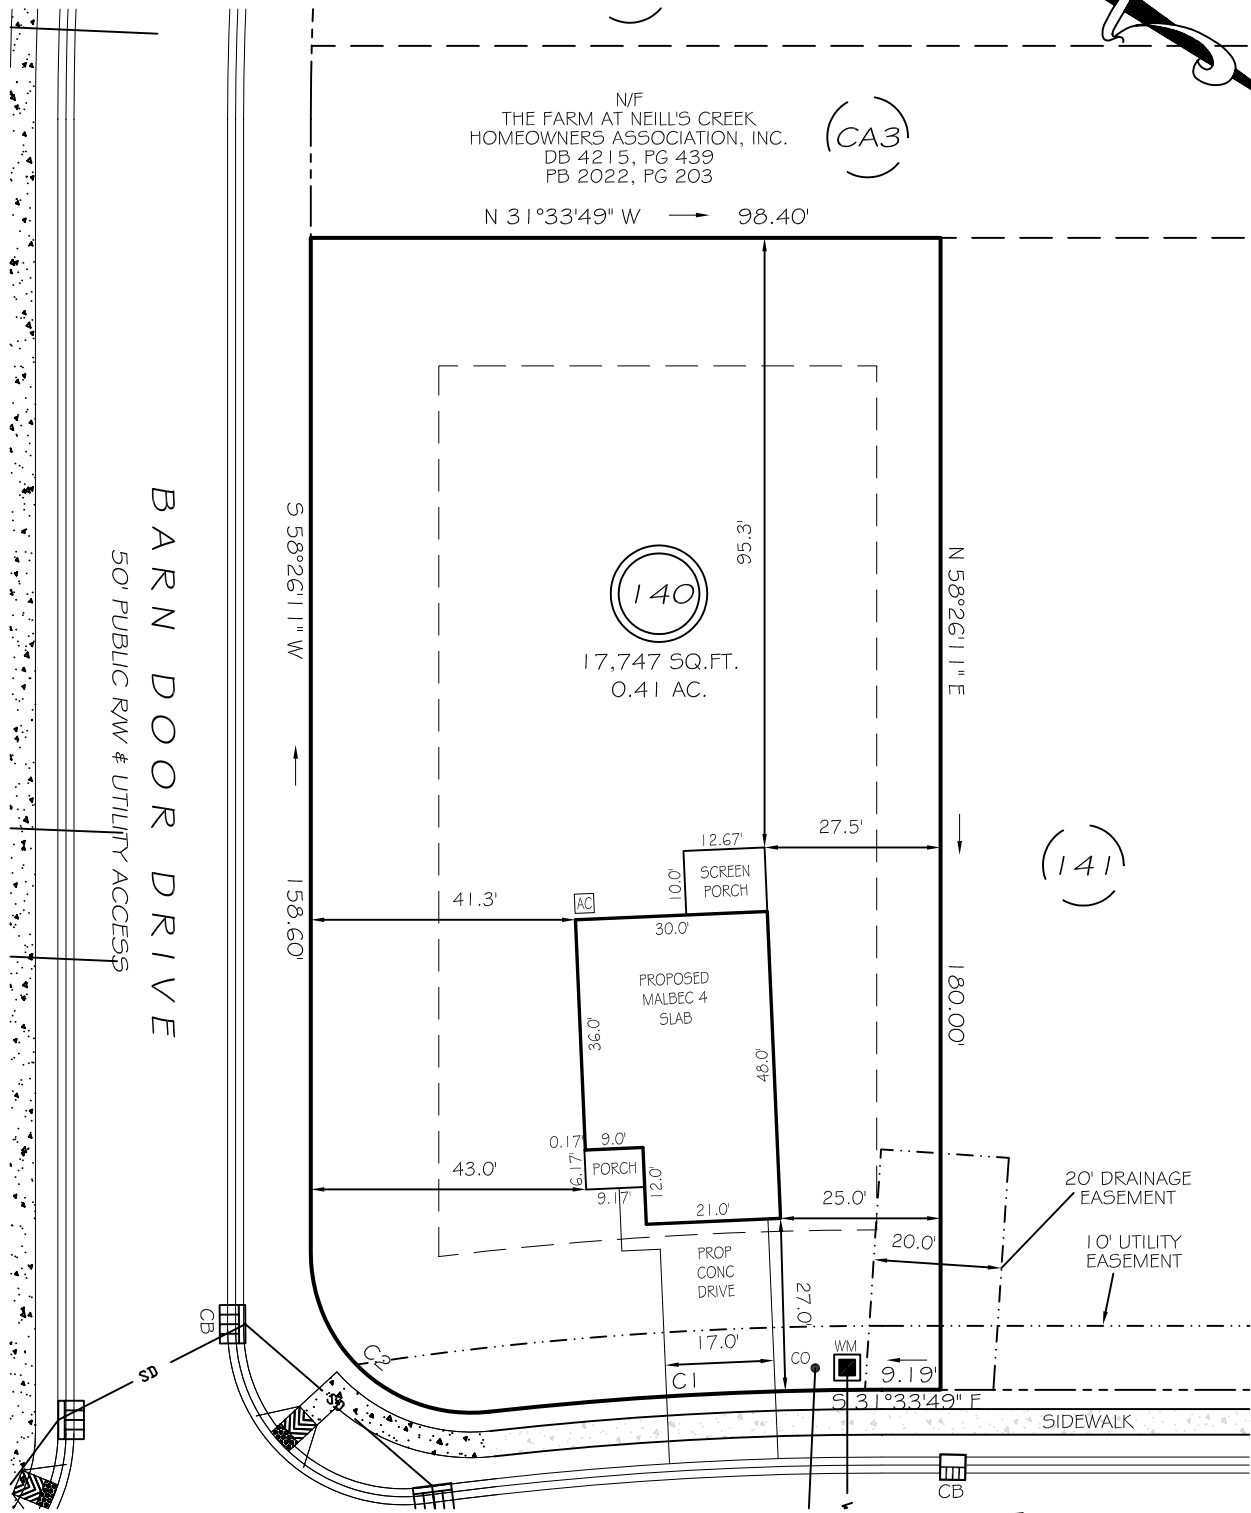 N/F
THE FARM AT NEILL'S CREEK
HOMEOWNERS ASSOCIATION, INC.
DB 4215, PG 439
PB 2022, PG 203
CA3
N 31°33'49" W
98.40'
BARN DOOR DRIVE
50' PUBLIC R/W & UTILITY ACCESS
S 58°26'11" W
158.60'
95.3'
N 58°26'11" E
180.00'
140
17,747 SQ.FT.
0.41 AC.
141
12.67'
27.5'
SCREEN
PORCH
10.0'
41.3'
AC
30.0'
PROPOSED
MALBEC 4
SLAB
36.0'
48.0'
0.17'
9.0'
PORCH
6.17'
9.17'
12.0'
43.0'
21.0'
25.0'
20.0'
20' DRAINAGE
EASEMENT
10' UTILITY
EASEMENT
PROP
CONC
DRIVE
27.0'
17.0'
CB
SD
C2
C1
CO
WM
9.19'
S 31°33'49" E
SD
SIDEWALK
CB